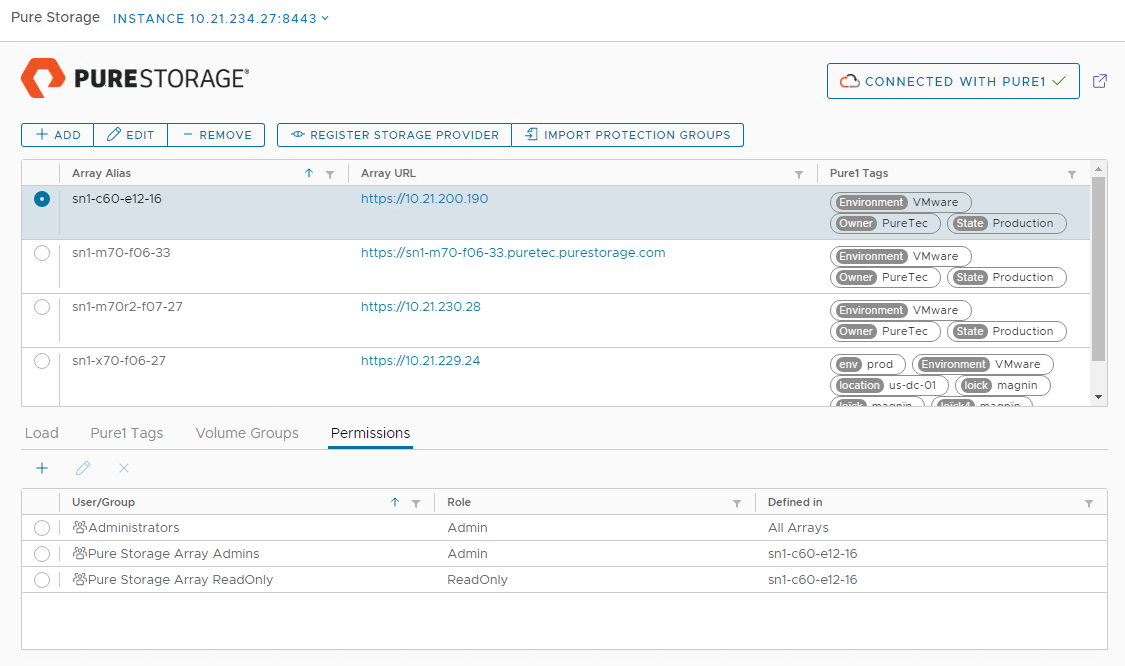 Pure Storage INSTANCE 10.21.234.27:8443
PURESTORAGE®
CONNECTED WITH PURE1
ADD EDIT REMOVE REGISTER STORAGE PROVIDER IMPORT PROTECTION GROUPS
Array Alias Array URL Pure1 Tags
sn1-c60-e12-16 https://10.21.200.190 Environment VMware
Owner PureTec State Production
sn1-m70-f06-33 https://sn1-m70-f06-33.puretec.purestorage.com Environment VMware
Owner PureTec State Production
sn1-m70r2-f07-27 https://10.21.230.28 Environment VMware
Owner PureTec State Production
sn1-x70-f06-27 https://10.21.229.24 env prod Environment VMware
location us-dc-01 loick magnin
Load Pure1 Tags Volume Groups Permissions
User/Group Role Defined in
Administrators Admin All Arrays
Pure Storage Array Admins Admin sn1-c60-e12-16
Pure Storage Array ReadOnly ReadOnly sn1-c60-e12-16